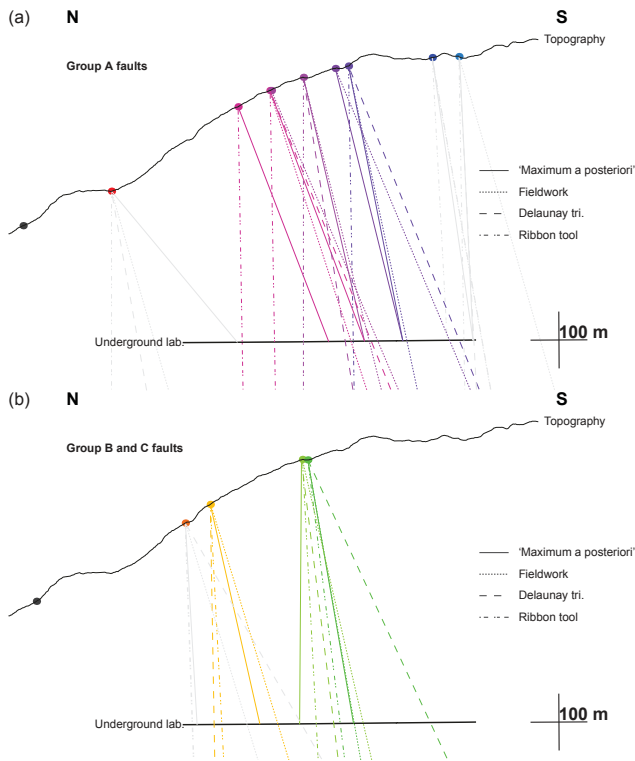 (a) N S
Topography
Group A faults
'Maximum a posteriori'
Fieldwork
Delaunay tri.
Ribbon tool
Underground lab.
100 m
(b) N S
Topography
Group B and C faults
'Maximum a posteriori'
Fieldwork
Delaunay tri.
Ribbon tool
Underground lab.
100 m